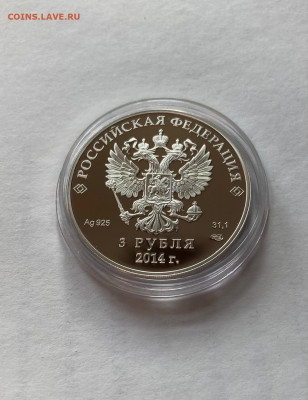 COINS.LAVE.RU
РОССИЙСКАЯ ФЕДЕРАЦИЯ
Ag 925
31,1
3 РУБЛЯ
2014 г.